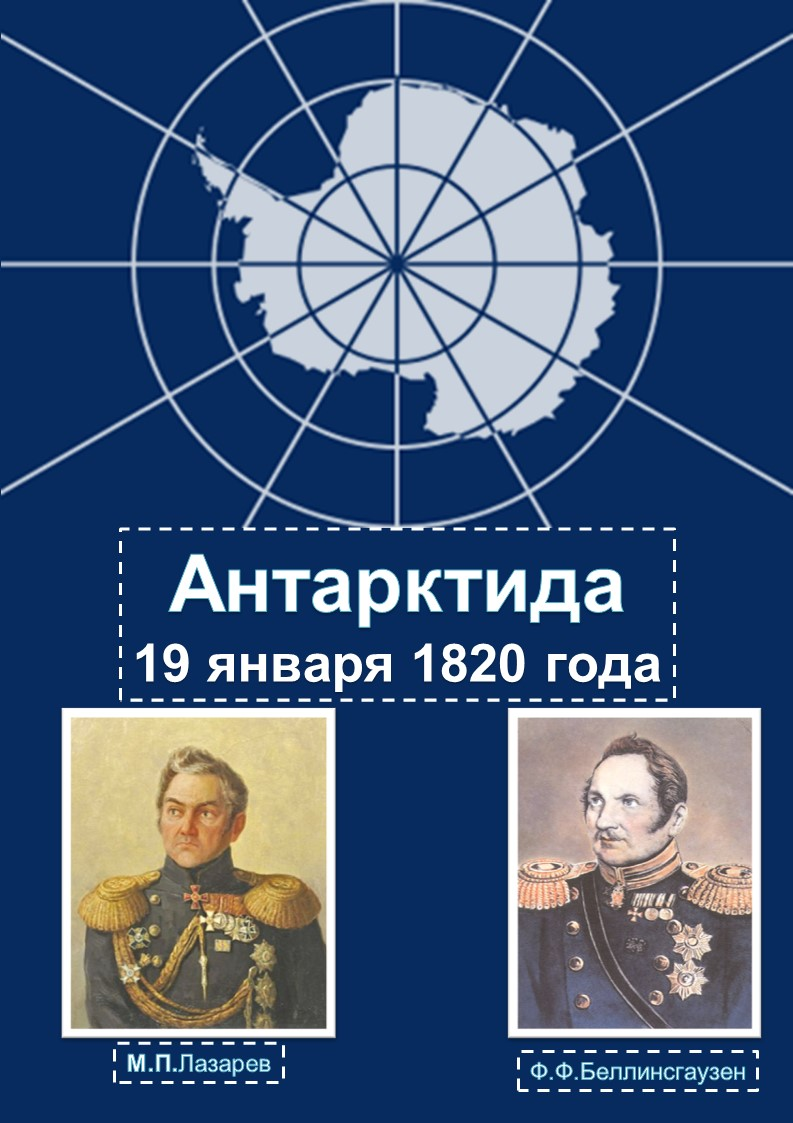 Антарктида
19 января 1820 года
М.П.Лазарев
Ф.Ф.Беллинсгаузен